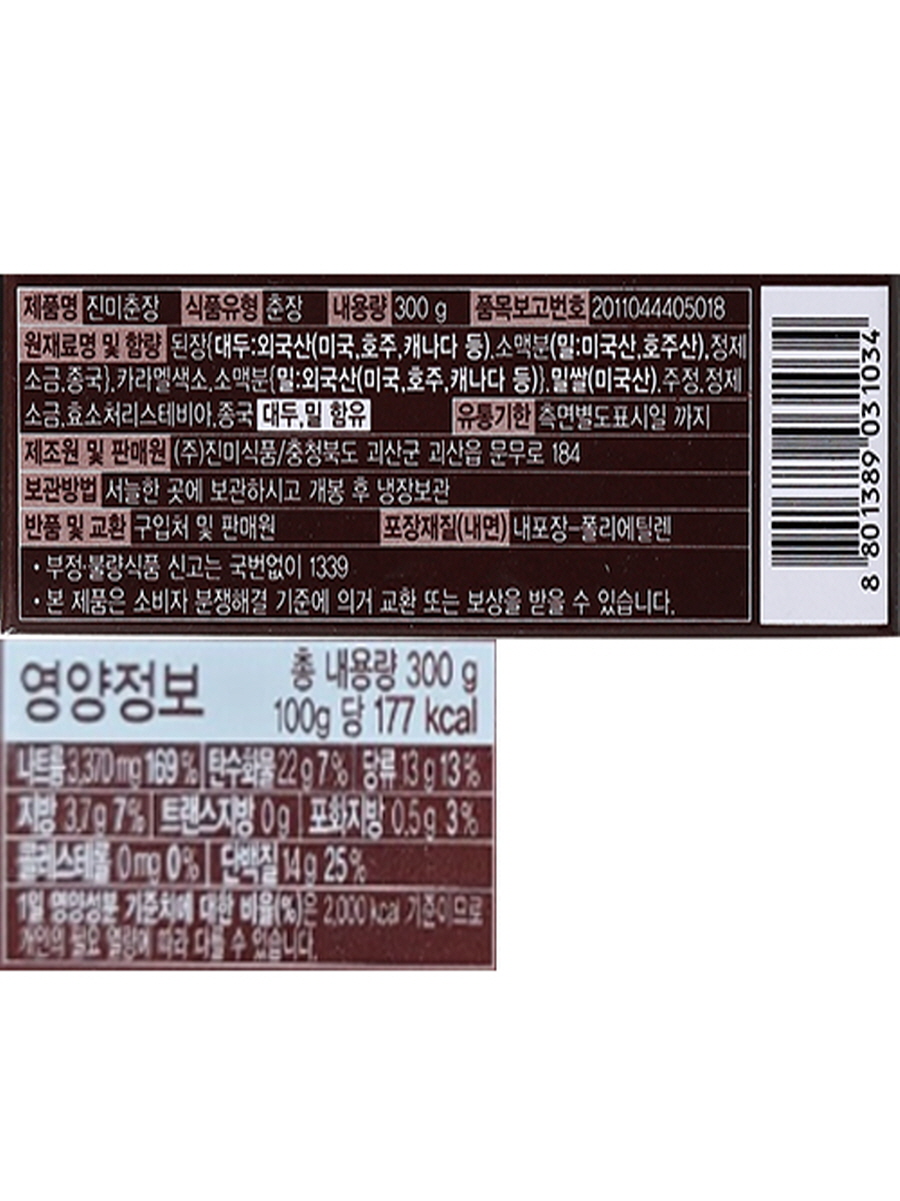 제품명 진미춘장 식품유형 춘장 내용량 300 g 품목보고번호 2011044405018
원재료명 및 함량 된장{대두:외국산(미국,호주,캐나다 등),소맥분(밀:미국산,호주산),정제
소금,종국},카라멜색소,소맥분{밀:외국산(미국,호주,캐나다 등)},밀쌀(미국산),주정,정제
소금,효소처리스테비아,종국 대두,밀 함유 유통기한 측면별도표시일 까지
제조원 및 판매원 (주)진미식품/충청북도 괴산군 괴산읍 문무로 184
보관방법 서늘한 곳에 보관하시고 개봉 후 냉장보관
반품 및 교환 구입처 및 판매원 포장재질(내면) 내포장-폴리에틸렌
• 부정·불량식품 신고는 국번없이 1339
• 본 제품은 소비자 분쟁해결 기준에 의거 교환 또는 보상을 받을 수 있습니다.
8 801389 031034
영양정보 총 내용량 300 g
100g 당 177 kcal
나트륨 3,370 mg 169 % 탄수화물 22 g 7 % 당류 13 g 13 %
지방 3.7 g 7 % 트랜스지방 0 g 포화지방 0.5 g 3 %
콜레스테롤 0 mg 0 % 단백질 14 g 25 %
1일 영양성분 기준치에 대한 비율(%)은 2,000 kcal 기준이므로
개인의 필요 열량에 따라 다를 수 있습니다.